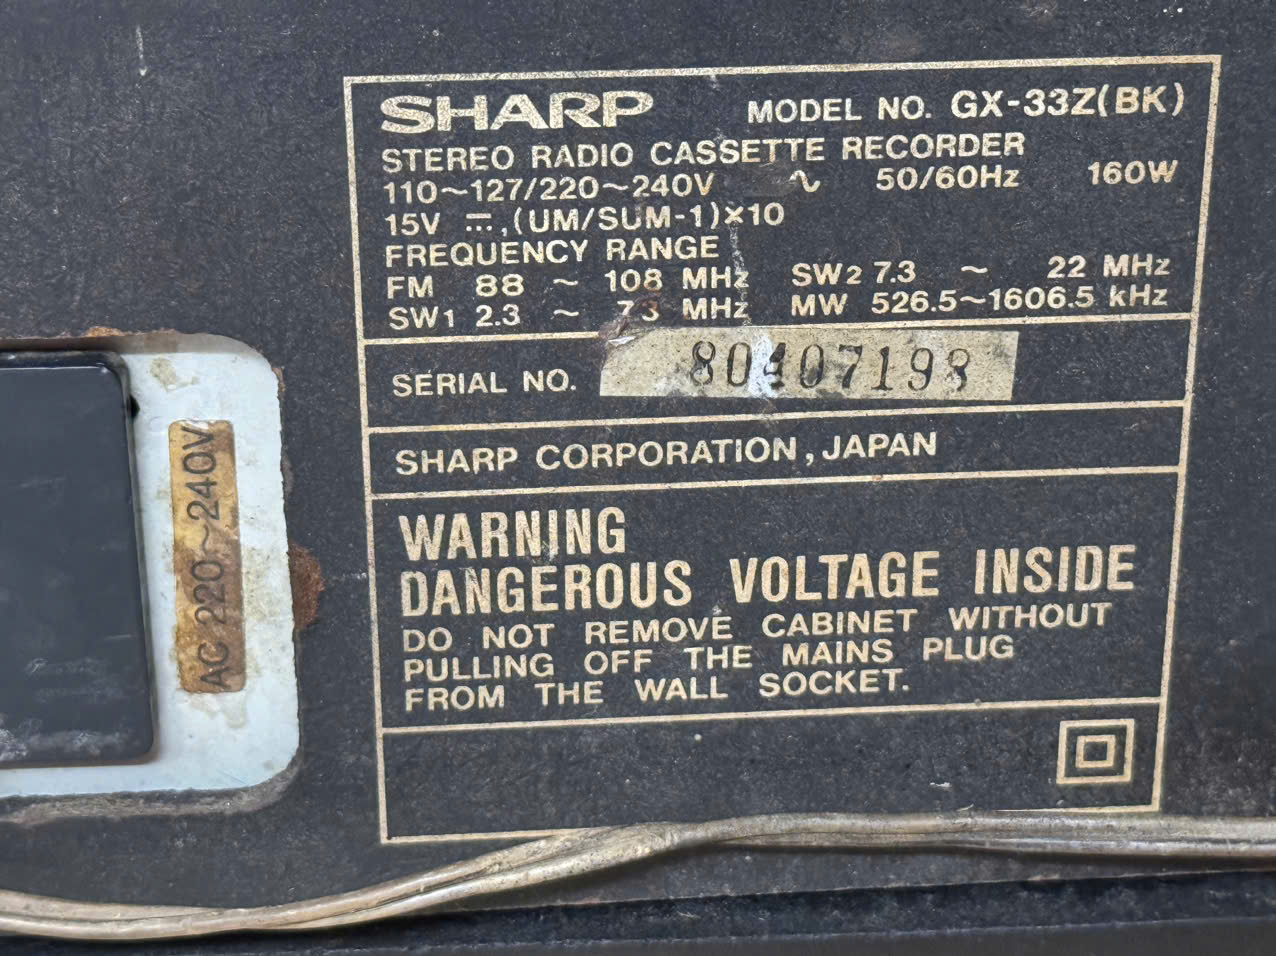 SHARP MODEL NO. GX-33Z(BK)
STEREO RADIO CASSETTE RECORDER
110~127/220~240V ∿ 50/60Hz 160W
15V ⎓,(UM/SUM-1)×10
FREQUENCY RANGE
FM 88 ~ 108 MHz SW2 7.3 ~ 22 MHz
SW1 2.3 ~ 7.3 MHz MW 526.5~1606.5 kHz
SERIAL NO.
SHARP CORPORATION, JAPAN
WARNING
DANGEROUS VOLTAGE INSIDE
DO NOT REMOVE CABINET WITHOUT
PULLING OFF THE MAINS PLUG
FROM THE WALL SOCKET.
AC 220~240V